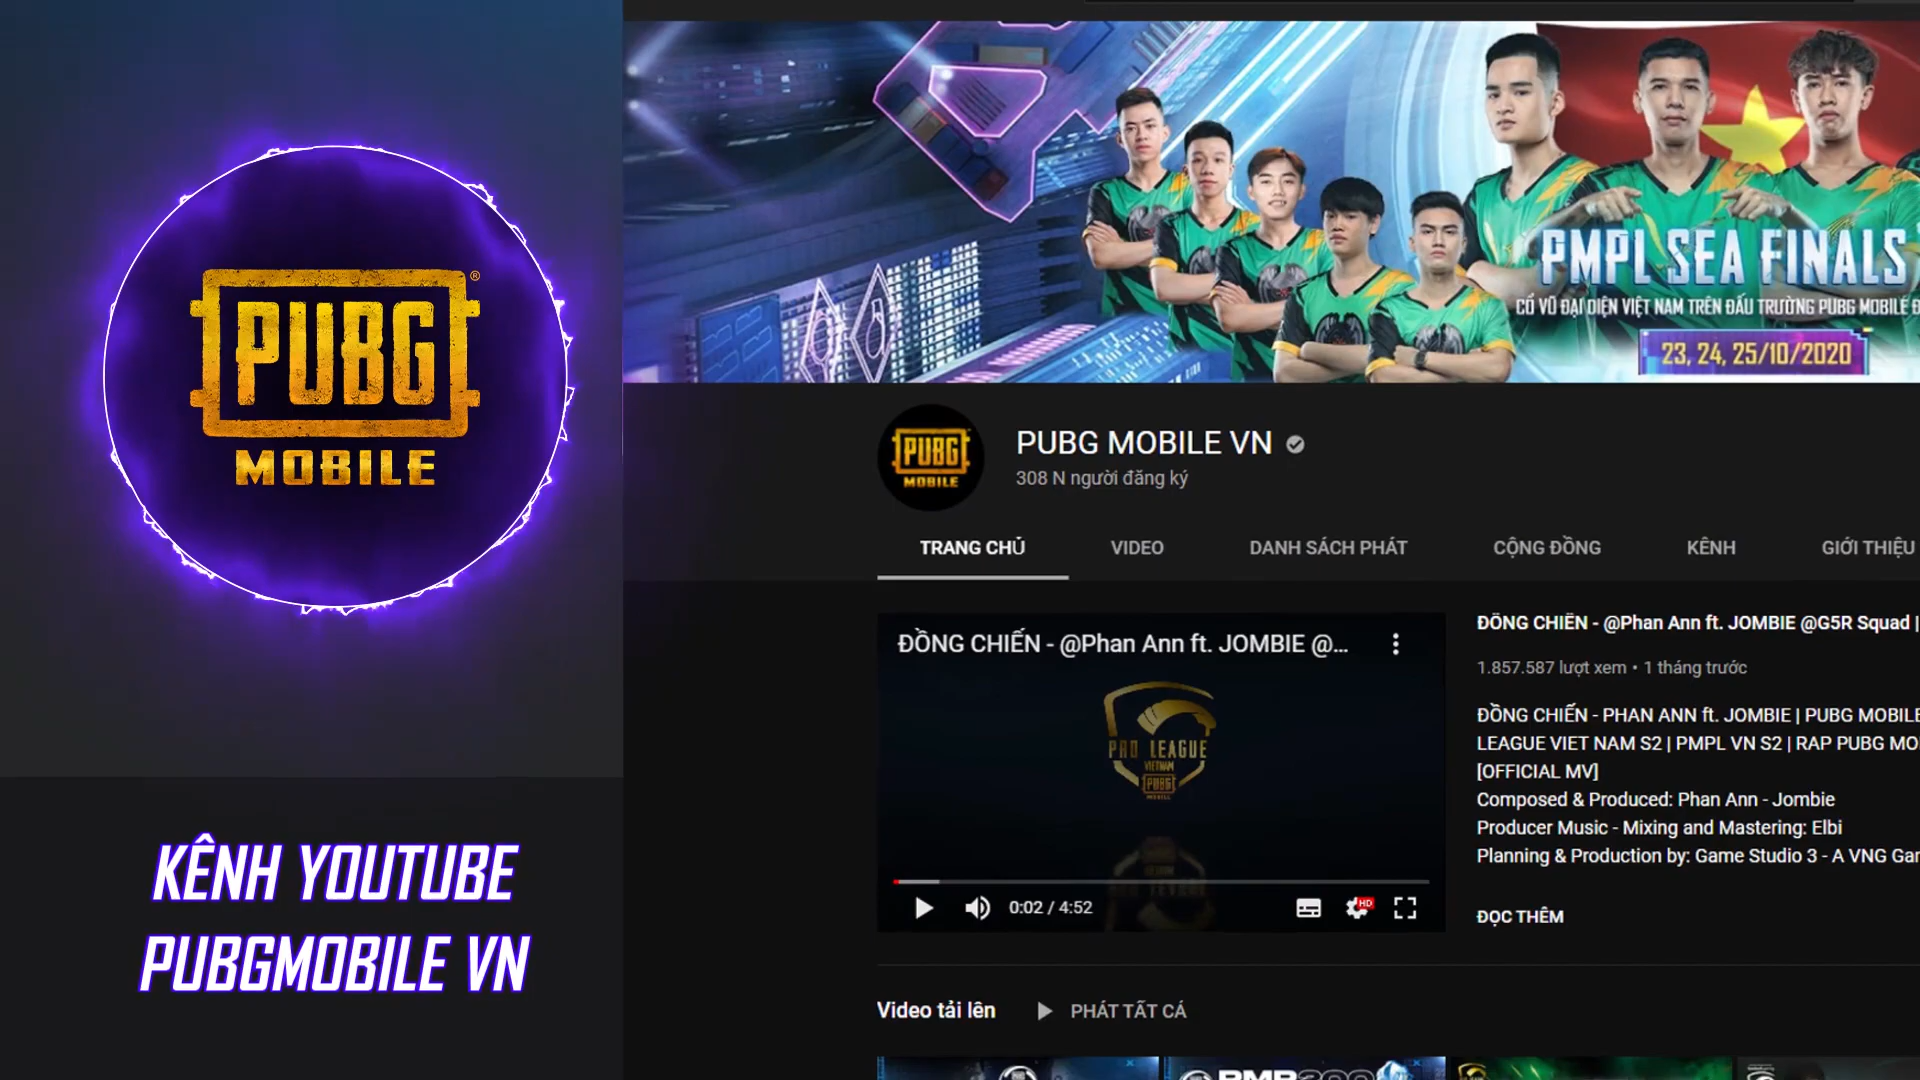 PUBG
MOBILE
®
KÊNH YOUTUBE
PUBGMOBILE VN
PMPL SEA FINALS
CỔ VŨ ĐẠI DIỆN VIỆT NAM TRÊN ĐẤU TRƯỜNG PUBG MOBILE Đ
23, 24, 25/10/2020
PUBG
MOBILE
PUBG MOBILE VN
308 N người đăng ký
TRANG CHỦ
VIDEO
DANH SÁCH PHÁT
CỘNG ĐỒNG
KÊNH
GIỚI THIỆU
ĐỒNG CHIẾN - @Phan Ann ft. JOMBIE @...
PRO LEAGUE
VIETNAM
PUBG
MOBILE
0:02 / 4:52
HD
ĐỒNG CHIẾN - @Phan Ann ft. JOMBIE @G5R Squad |
1.857.587 lượt xem • 1 tháng trước
ĐỒNG CHIẾN - PHAN ANN ft. JOMBIE | PUBG MOBILE
LEAGUE VIET NAM S2 | PMPL VN S2 | RAP PUBG MO
[OFFICIAL MV]
Composed & Produced: Phan Ann - Jombie
Producer Music - Mixing and Mastering: Elbi
Planning & Production by: Game Studio 3 - A VNG Gam
ĐỌC THÊM
Video tải lên
PHÁT TẤT CẢ